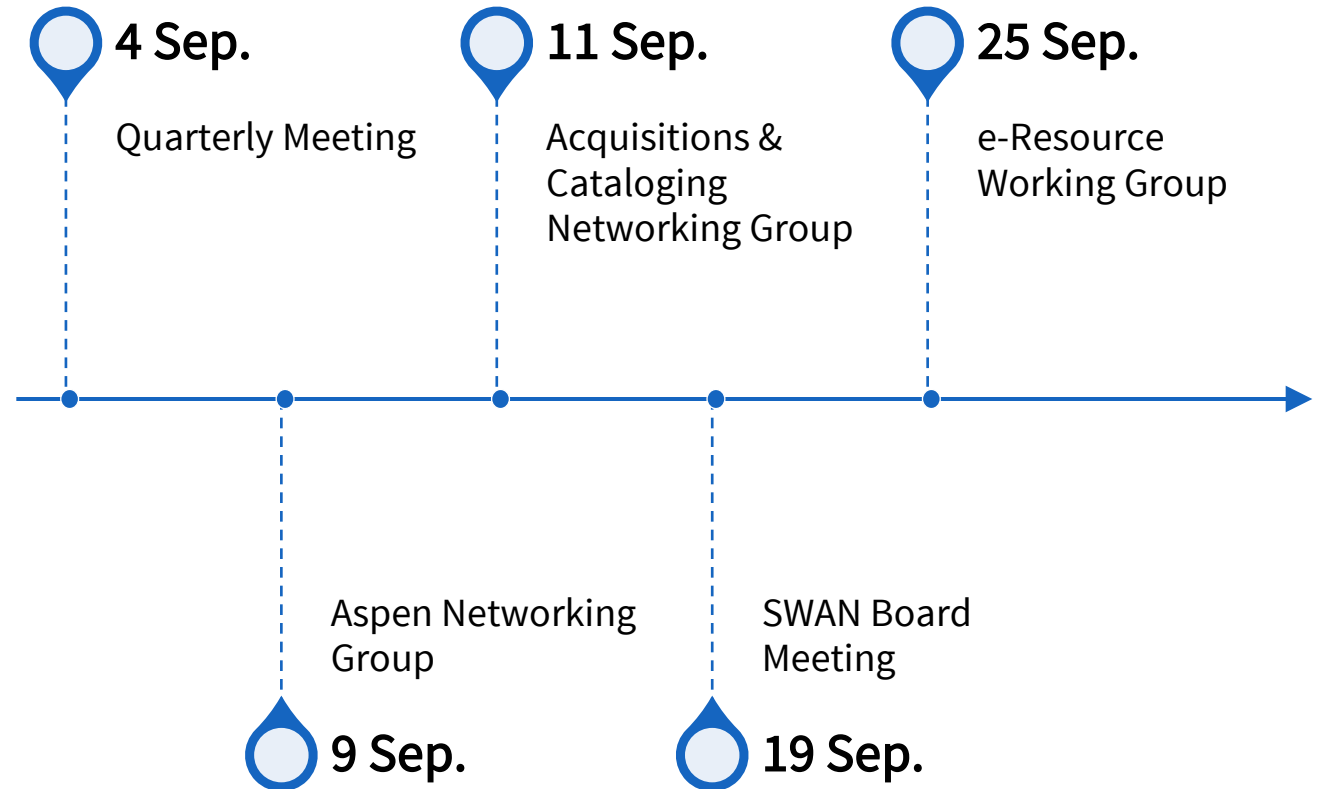 4 Sep.
Quarterly Meeting
11 Sep.
Acquisitions &
Cataloging
Networking Group
25 Sep.
e-Resource
Working Group
Aspen Networking
Group
9 Sep.
SWAN Board
Meeting
19 Sep.